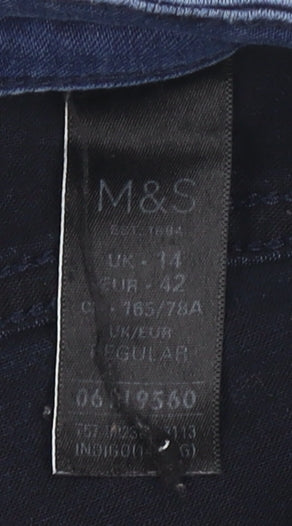 M&S
EST. 1884
UK - 14
EUR - 42
165/78A
UK/EUR
REGULAR
INDIGO